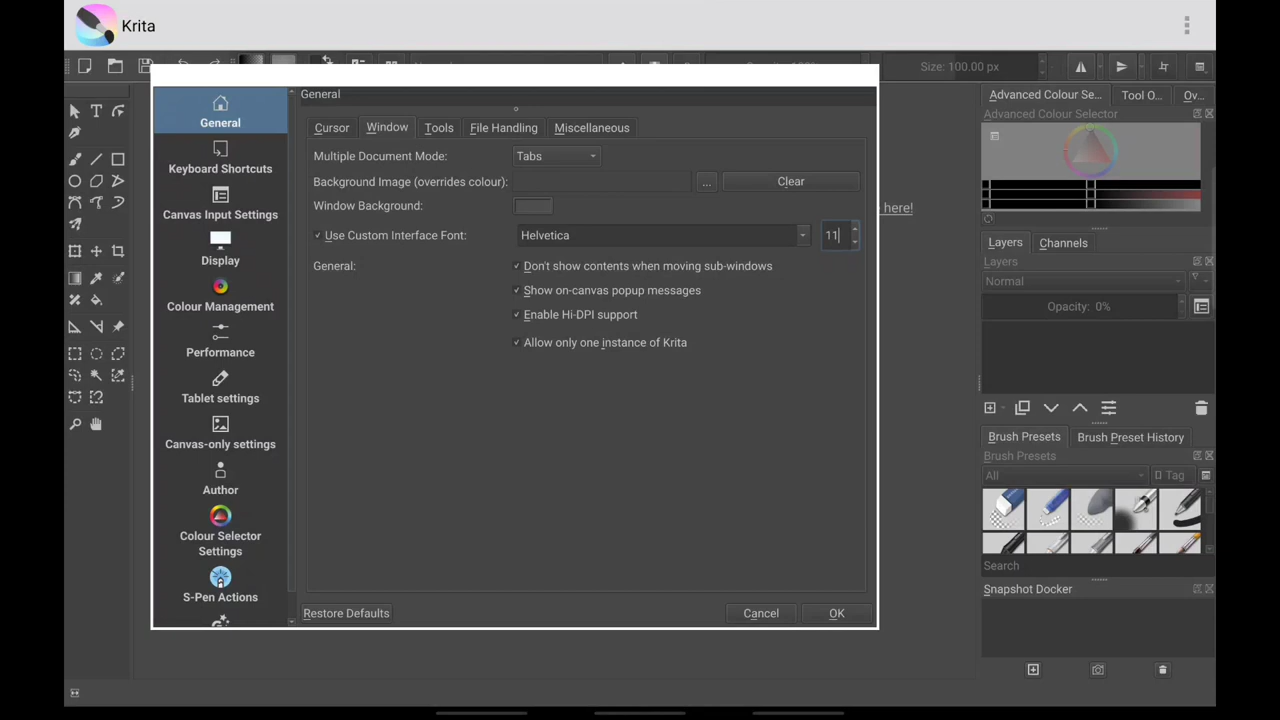 Krita
Size: 100.00 px
Advanced Colour Se...
Tool O...
Ov...
Advanced Colour Selector
General
Keyboard Shortcuts
Canvas Input Settings
Display
Colour Management
Performance
Tablet settings
Canvas-only settings
Author
Colour Selector
Settings
S-Pen Actions
General
Cursor
Window
Tools
File Handling
Miscellaneous
Multiple Document Mode:
Tabs
Background Image (overrides colour):
...
Clear
Window Background:
Use Custom Interface Font:
Helvetica
11
General:
Don't show contents when moving sub-windows
Show on-canvas popup messages
Enable Hi-DPI support
Allow only one instance of Krita
Restore Defaults
Cancel
OK
here!
Layers
Channels
Layers
Normal
Opacity: 0%
Brush Presets
Brush Preset History
Brush Presets
All
Tag
Search
Snapshot Docker